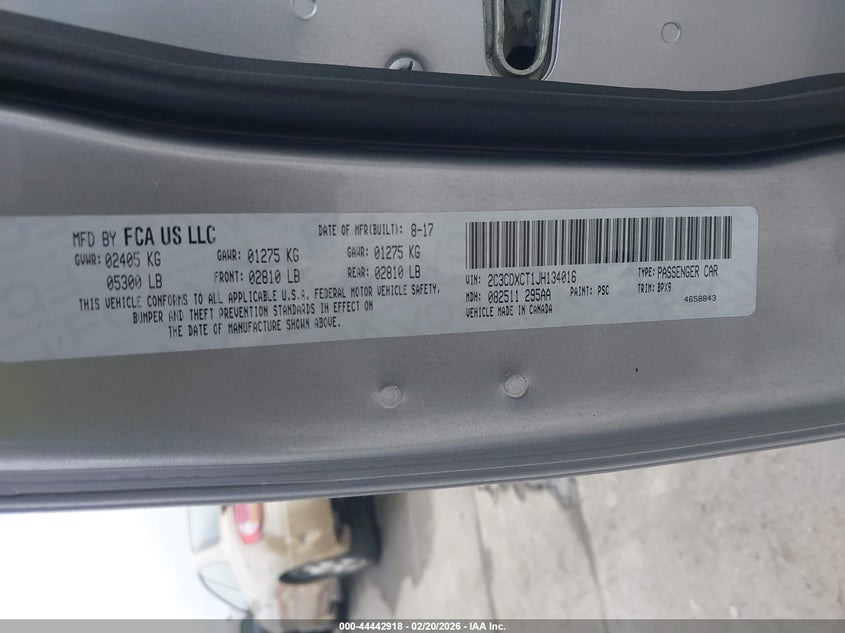 MFD BY FCA US LLC
DATE OF MFR(BUILT): 8-17
GVWR: 02405 KG
GAWR: 01275 KG
GAWR: 01275 KG
05300 LB
FRONT: 02810 LB
REAR: 02810 LB
THIS VEHICLE CONFORMS TO ALL APPLICABLE U.S.A. FEDERAL MOTOR VEHICLE SAFETY,
BUMPER AND THEFT PREVENTION STANDARDS IN EFFECT ON
THE DATE OF MANUFACTURE SHOWN ABOVE.
VIN: 2C3CDXCT1JH134016
TYPE: PASSENGER CAR
MDH: 082511 295AA
PAINT: PSC
TRIM: BPX9
VEHICLE MADE IN CANADA
4658843
000-44442918 - 02/20/2026 - IAA Inc.